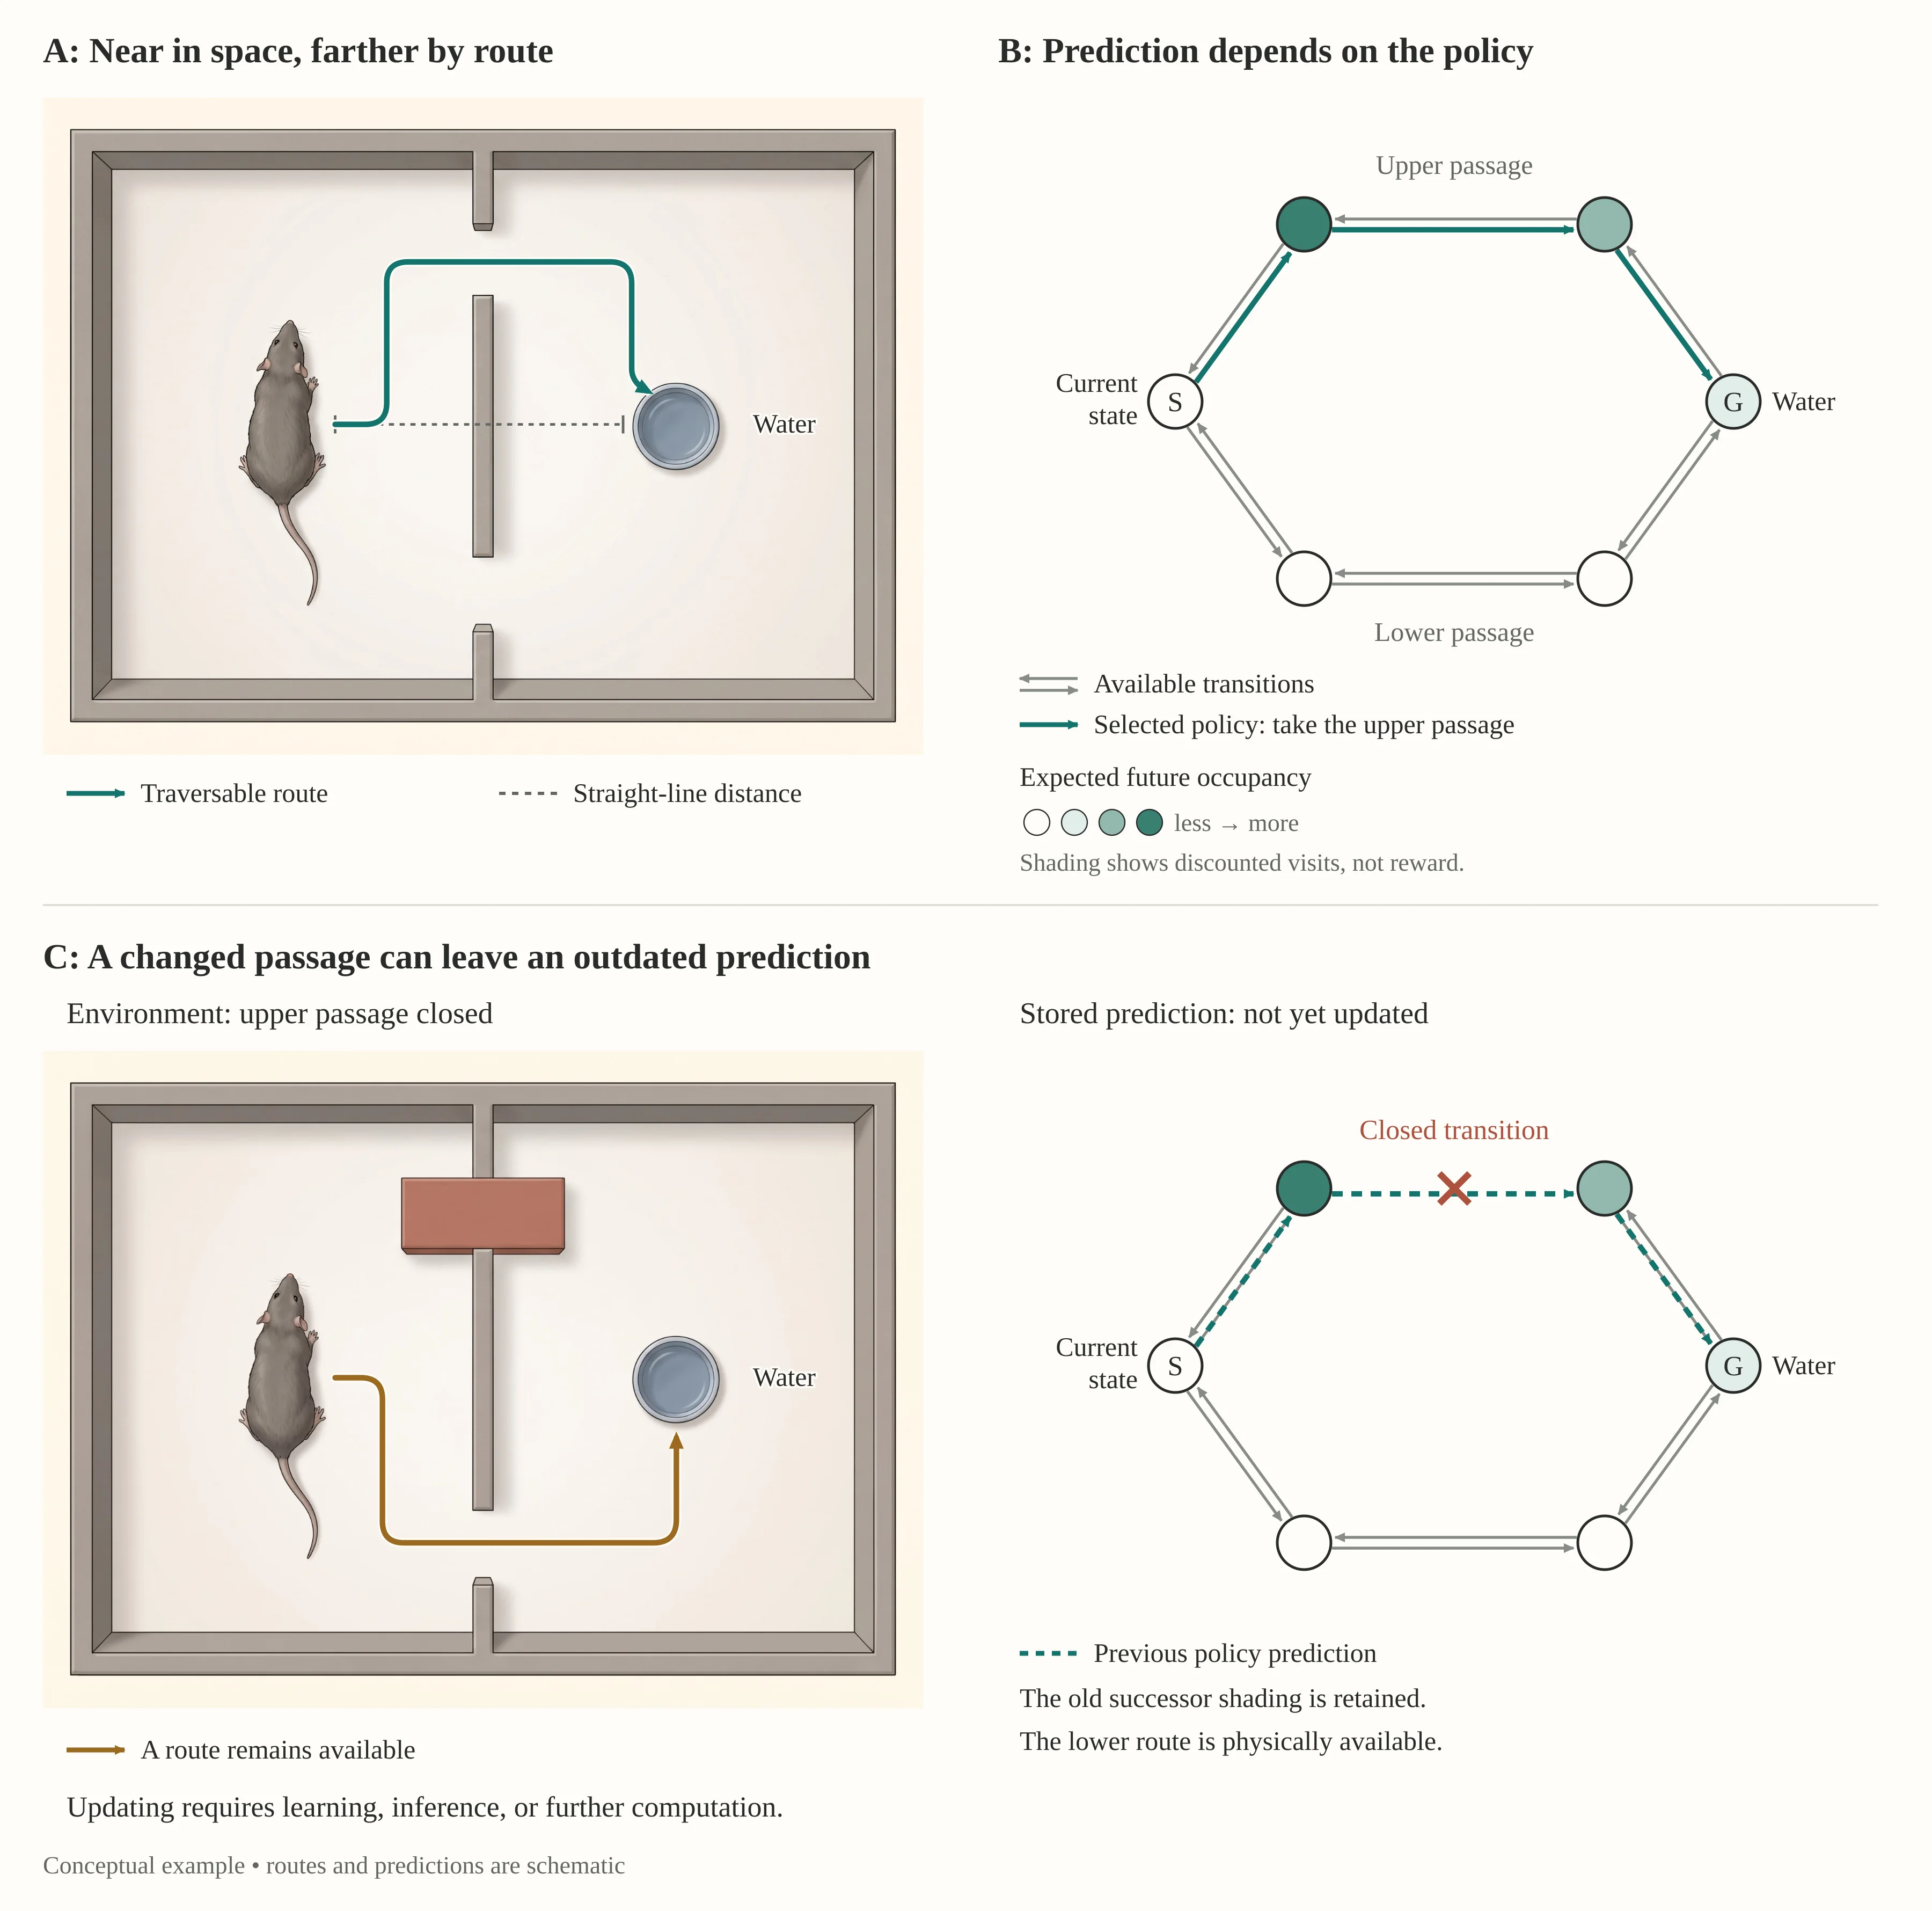 A: Near in space, farther by route
Water
Traversable route
Straight-line distance
B: Prediction depends on the policy
Upper passage
Current
state
S
G
Water
Lower passage
Available transitions
Selected policy: take the upper passage
Expected future occupancy
less → more
Shading shows discounted visits, not reward.
C: A changed passage can leave an outdated prediction
Environment: upper passage closed
Water
A route remains available
Updating requires learning, inference, or further computation.
Stored prediction: not yet updated
Closed transition
Current
state
S
G
Water
Previous policy prediction
The old successor shading is retained.
The lower route is physically available.
Conceptual example • routes and predictions are schematic